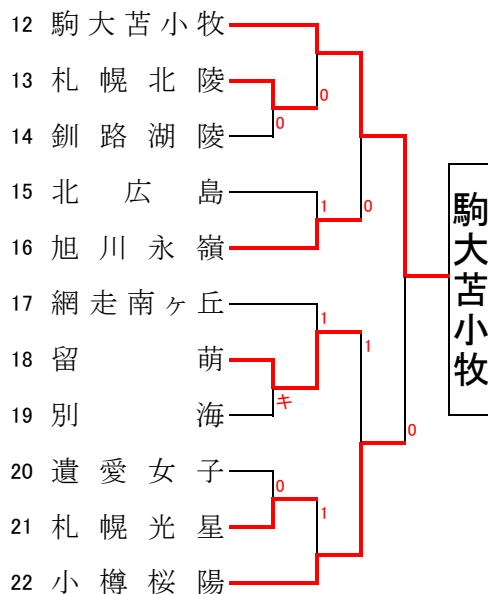 12 駒大苫小牧
13 札幌北陵
0
0
14 釧路湖陵
15 北広島
1
0
16 旭川永嶺
駒大苫小牧
17 網走南ヶ丘
1
1
18 留萌
キ
19 別海
0
20 遺愛女子
0
1
21 札幌光星
22 小樽桜陽